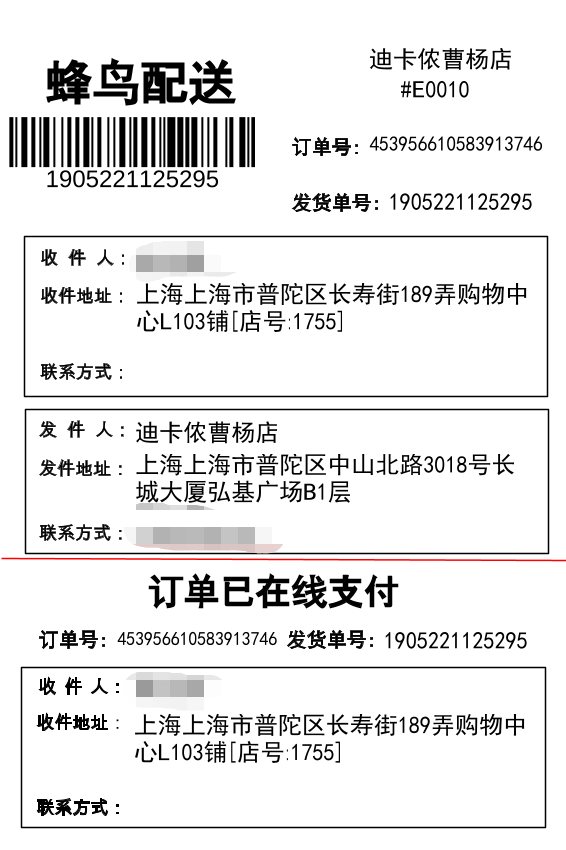 蜂鸟配送
迪卡侬曹杨店
#E0010
1905221125295
订单号: 453956610583913746
发货单号: 1905221125295
收 件 人:
收件地址: 上海上海市普陀区长寿街189弄购物中
心L103铺[店号:1755]
联系方式:
发 件 人: 迪卡侬曹杨店
发件地址: 上海上海市普陀区中山北路3018号长
城大厦弘基广场B1层
联系方式:
订单已在线支付
订单号: 453956610583913746 发货单号: 1905221125295
收 件 人:
收件地址: 上海上海市普陀区长寿街189弄购物中
心L103铺[店号:1755]
联系方式: